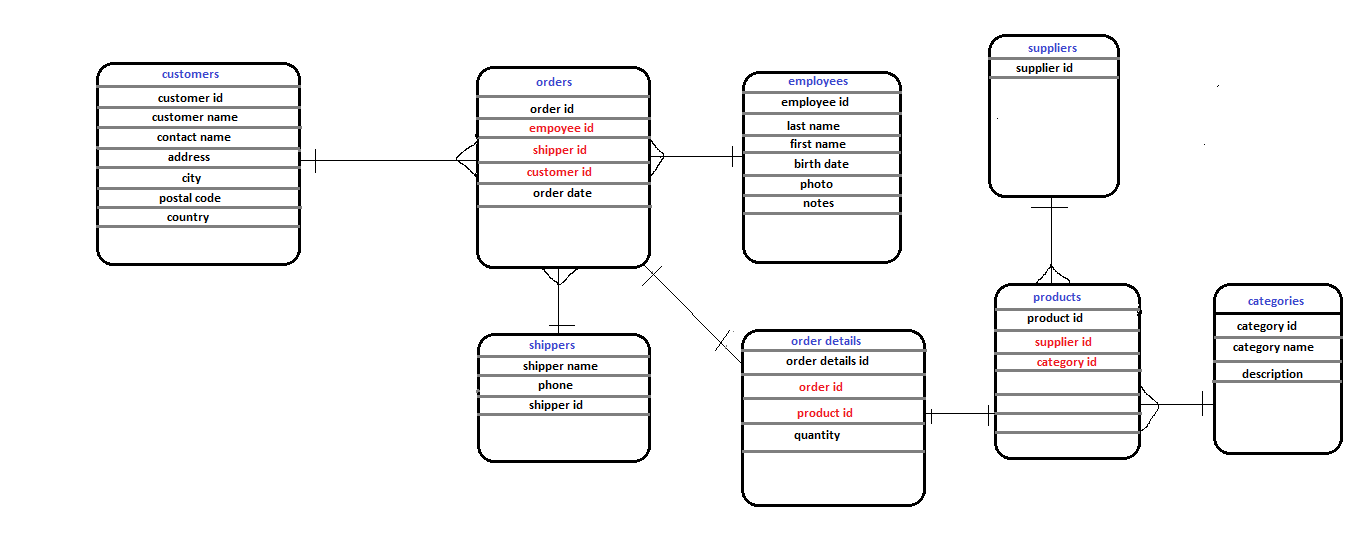 customers
customer id
customer name
contact name
address
city
postal code
country
orders
order id
empoyee id
shipper id
customer id
order date
employees
employee id
last name
first name
birth date
photo
notes
suppliers
supplier id
shippers
shipper name
phone
shipper id
order details
order details id
order id
product id
quantity
products
product id
supplier id
category id
categories
category id
category name
description